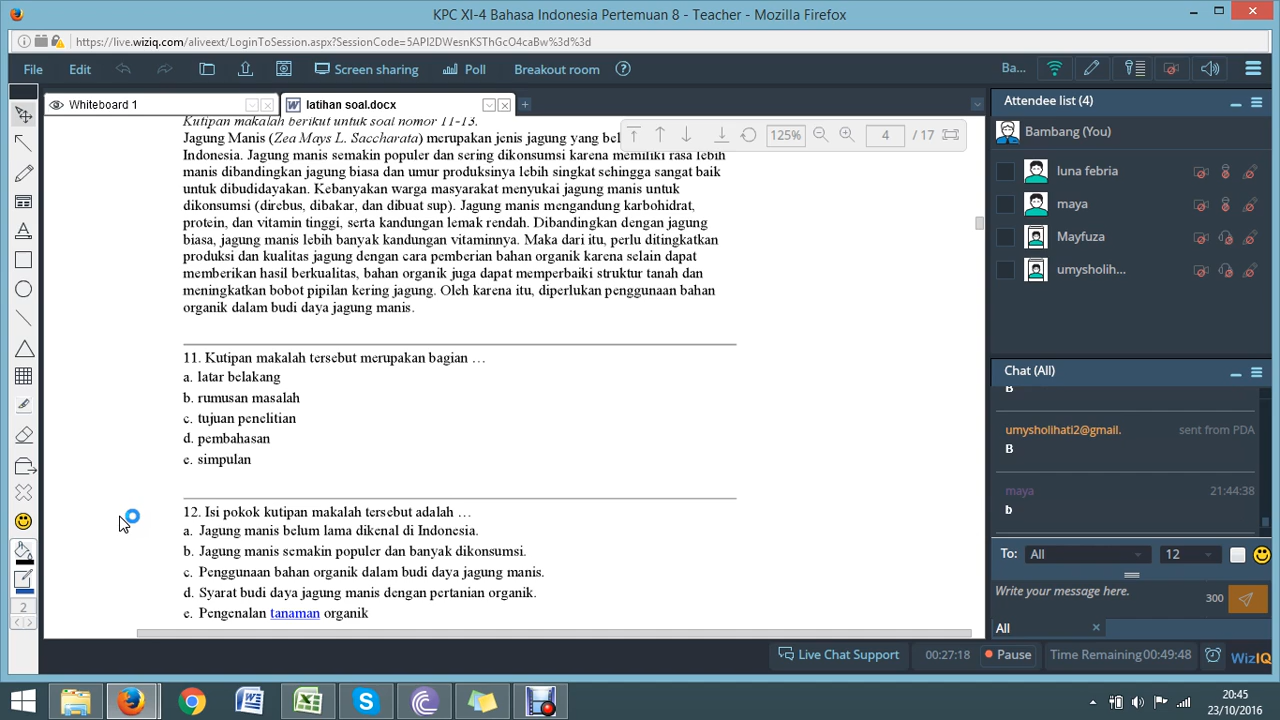 KPC XI-4 Bahasa Indonesia Pertemuan 8 - Teacher - Mozilla Firefox
https://live.wiziq.com/aliveext/LoginToSession.aspx?SessionCode=5API2DWesnKSThGcO4caBw%3d%3d
File Edit Screen sharing Poll Breakout room Ba...
Whiteboard 1 latihan soal.docx
Attendee list (4)
125% 4 / 17
Bambang (You)
luna febria
maya
Mayfuza
umysholih...
Kutipan makalah berikut untuk soal nomor 11-13.
Jagung Manis (Zea Mays L. Saccharata) merupakan jenis jagung yang bel
Indonesia. Jagung manis semakin populer dan sering dikonsumsi karena memiliki rasa lebih
manis dibandingkan jagung biasa dan umur produksinya lebih singkat sehingga sangat baik
untuk dibudidayakan. Kebanyakan warga masyarakat menyukai jagung manis untuk
dikonsumsi (direbus, dibakar, dan dibuat sup). Jagung manis mengandung karbohidrat,
protein, dan vitamin tinggi, serta kandungan lemak rendah. Dibandingkan dengan jagung
biasa, jagung manis lebih banyak kandungan vitaminnya. Maka dari itu, perlu ditingkatkan
produksi dan kualitas jagung dengan cara pemberian bahan organik karena selain dapat
memberikan hasil berkualitas, bahan organik juga dapat memperbaiki struktur tanah dan
meningkatkan bobot pipilan kering jagung. Oleh karena itu, diperlukan penggunaan bahan
organik dalam budi daya jagung manis.
11. Kutipan makalah tersebut merupakan bagian …
a. latar belakang
b. rumusan masalah
c. tujuan penelitian
d. pembahasan
e. simpulan
12. Isi pokok kutipan makalah tersebut adalah …
a. Jagung manis belum lama dikenal di Indonesia.
b. Jagung manis semakin populer dan banyak dikonsumsi.
c. Penggunaan bahan organik dalam budi daya jagung manis.
d. Syarat budi daya jagung manis dengan pertanian organik.
e. Pengenalan tanaman organik
2
Chat (All)
B
umysholihati2@gmail. sent from PDA
B
maya 21:44:38
b
To: All 12
Write your message here. 300
All
Live Chat Support 00:27:18 Pause Time Remaining 00:49:48 WizIQ
20:45
23/10/2016